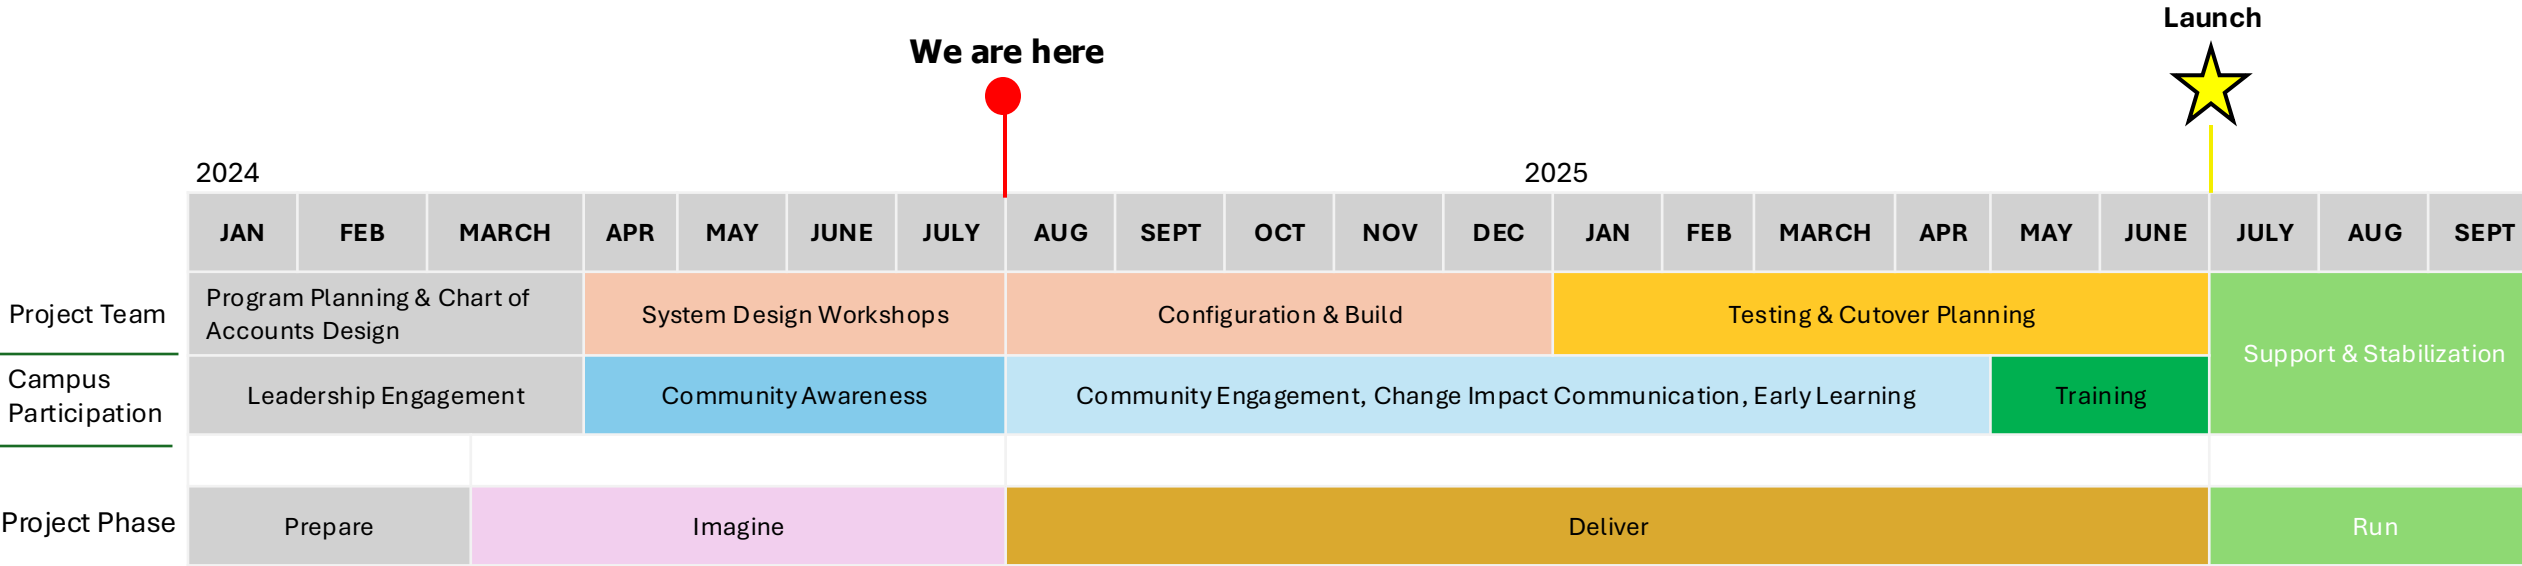 Launch
We are here
2024
2025
JAN FEB MARCH APR MAY JUNE JULY AUG SEPT OCT NOV DEC JAN FEB MARCH APR MAY JUNE JULY AUG SEPT
Project Team
Program Planning & Chart of
Accounts Design
System Design Workshops
Configuration & Build
Testing & Cutover Planning
Support & Stabilization
Campus
Participation
Leadership Engagement
Community Awareness
Community Engagement, Change Impact Communication, Early Learning
Training
Project Phase
Prepare
Imagine
Deliver
Run